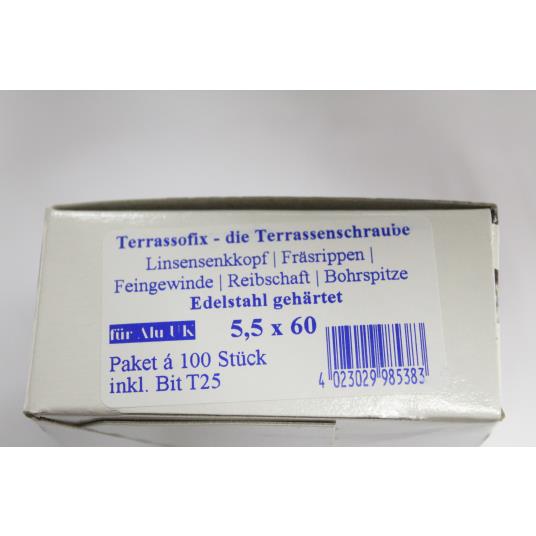 Terrassofix - die Terrassenschraube
Linsensenkkopf | Fräsrippen |
Feingewinde | Reibschaft | Bohrspitze
Edelstahl gehärtet
für Alu UK 5,5 x 60
Paket á 100 Stück
inkl. Bit T25
4 023029 985383